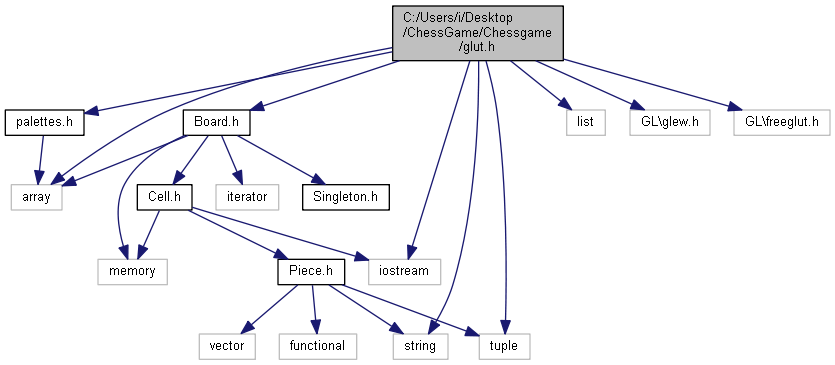 C:/Users/i/Desktop
/ChessGame/Chessgame
/glut.h
palettes.h
Board.h
list
GL\glew.h
GL\freeglut.h
array
Cell.h
iterator
Singleton.h
memory
Piece.h
iostream
vector
functional
string
tuple